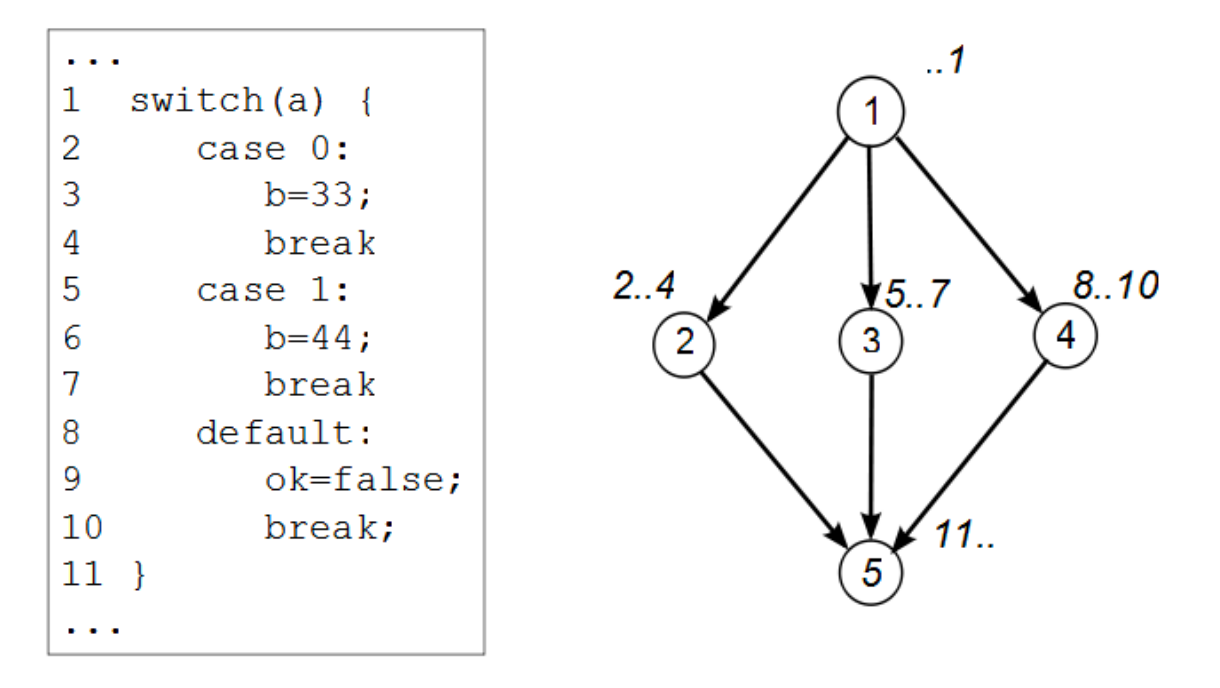 ...
1 switch(a) {
2 case 0:
3 b=33;
4 break
5 case 1:
6 b=44;
7 break
8 default:
9 ok=false;
10 break;
11 }
...
..1
1
2..4
5..7
8..10
2
3
4
11..
5